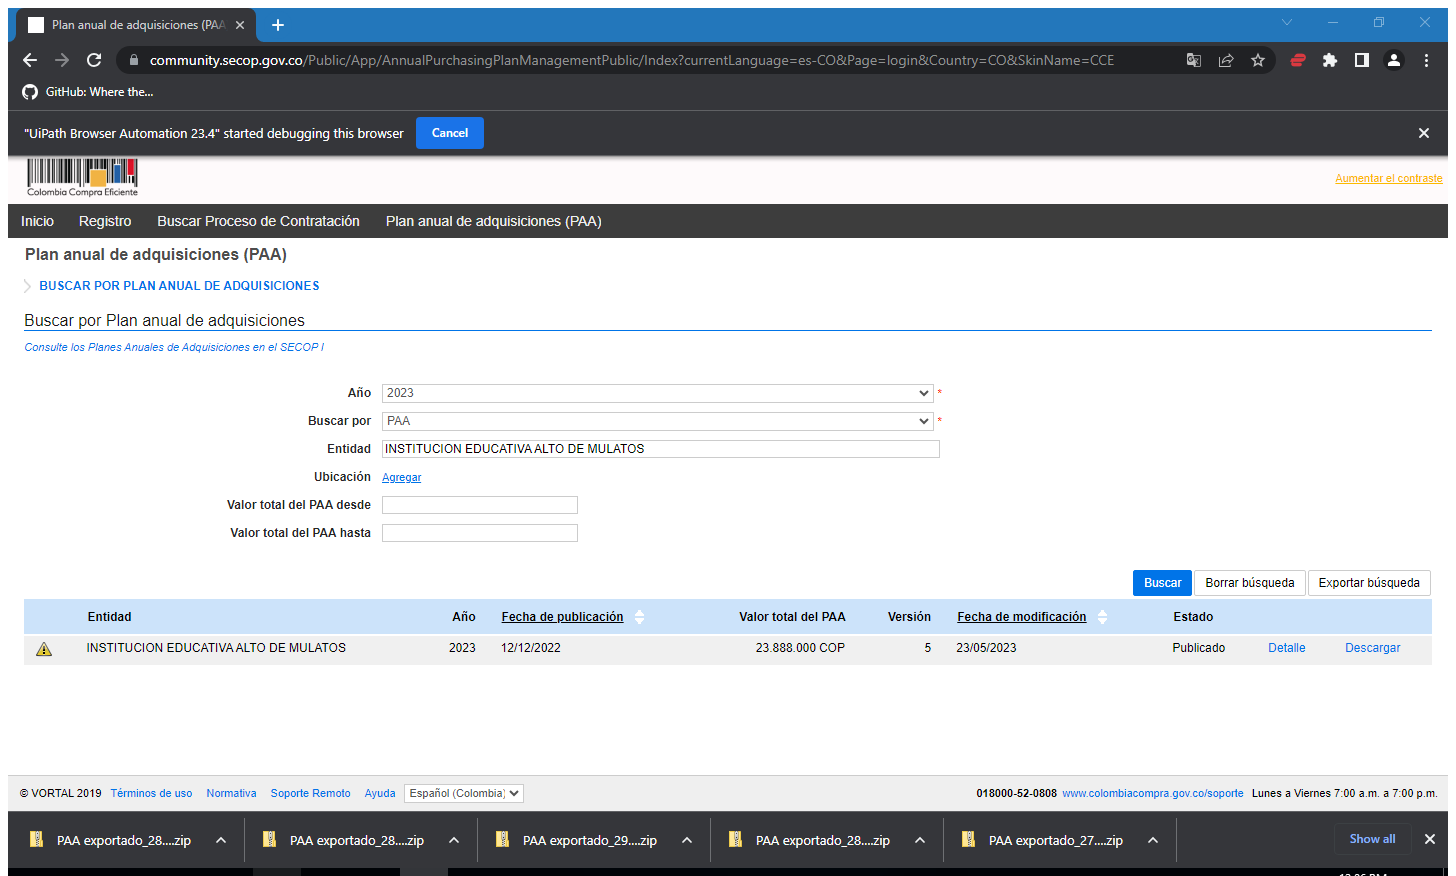 Plan anual de adquisiciones (PAA
community.secop.gov.co/Public/App/AnnualPurchasingPlanManagementPublic/Index?currentLanguage=es-CO&Page=login&Country=CO&SkinName=CCE
GitHub: Where the...
"UiPath Browser Automation 23.4" started debugging this browser Cancel
Colombia Compra Eficiente
Aumentar el contraste
Inicio Registro Buscar Proceso de Contratación Plan anual de adquisiciones (PAA)
Plan anual de adquisiciones (PAA)
BUSCAR POR PLAN ANUAL DE ADQUISICIONES
Buscar por Plan anual de adquisiciones
Consulte los Planes Anuales de Adquisiciones en el SECOP I
Año 2023 *
Buscar por PAA *
Entidad INSTITUCION EDUCATIVA ALTO DE MULATOS
Ubicación Agregar
Valor total del PAA desde
Valor total del PAA hasta
Buscar Borrar búsqueda Exportar búsqueda
Entidad Año Fecha de publicación Valor total del PAA Versión Fecha de modificación Estado
INSTITUCION EDUCATIVA ALTO DE MULATOS 2023 12/12/2022 23.888.000 COP 5 23/05/2023 Publicado Detalle Descargar
© VORTAL 2019 Términos de uso Normativa Soporte Remoto Ayuda Español (Colombia) 018000-52-0808 www.colombiacompra.gov.co/soporte Lunes a Viernes 7:00 a.m. a 7:00 p.m.
PAA exportado_28....zip PAA exportado_28....zip PAA exportado_29....zip PAA exportado_28....zip PAA exportado_27....zip Show all